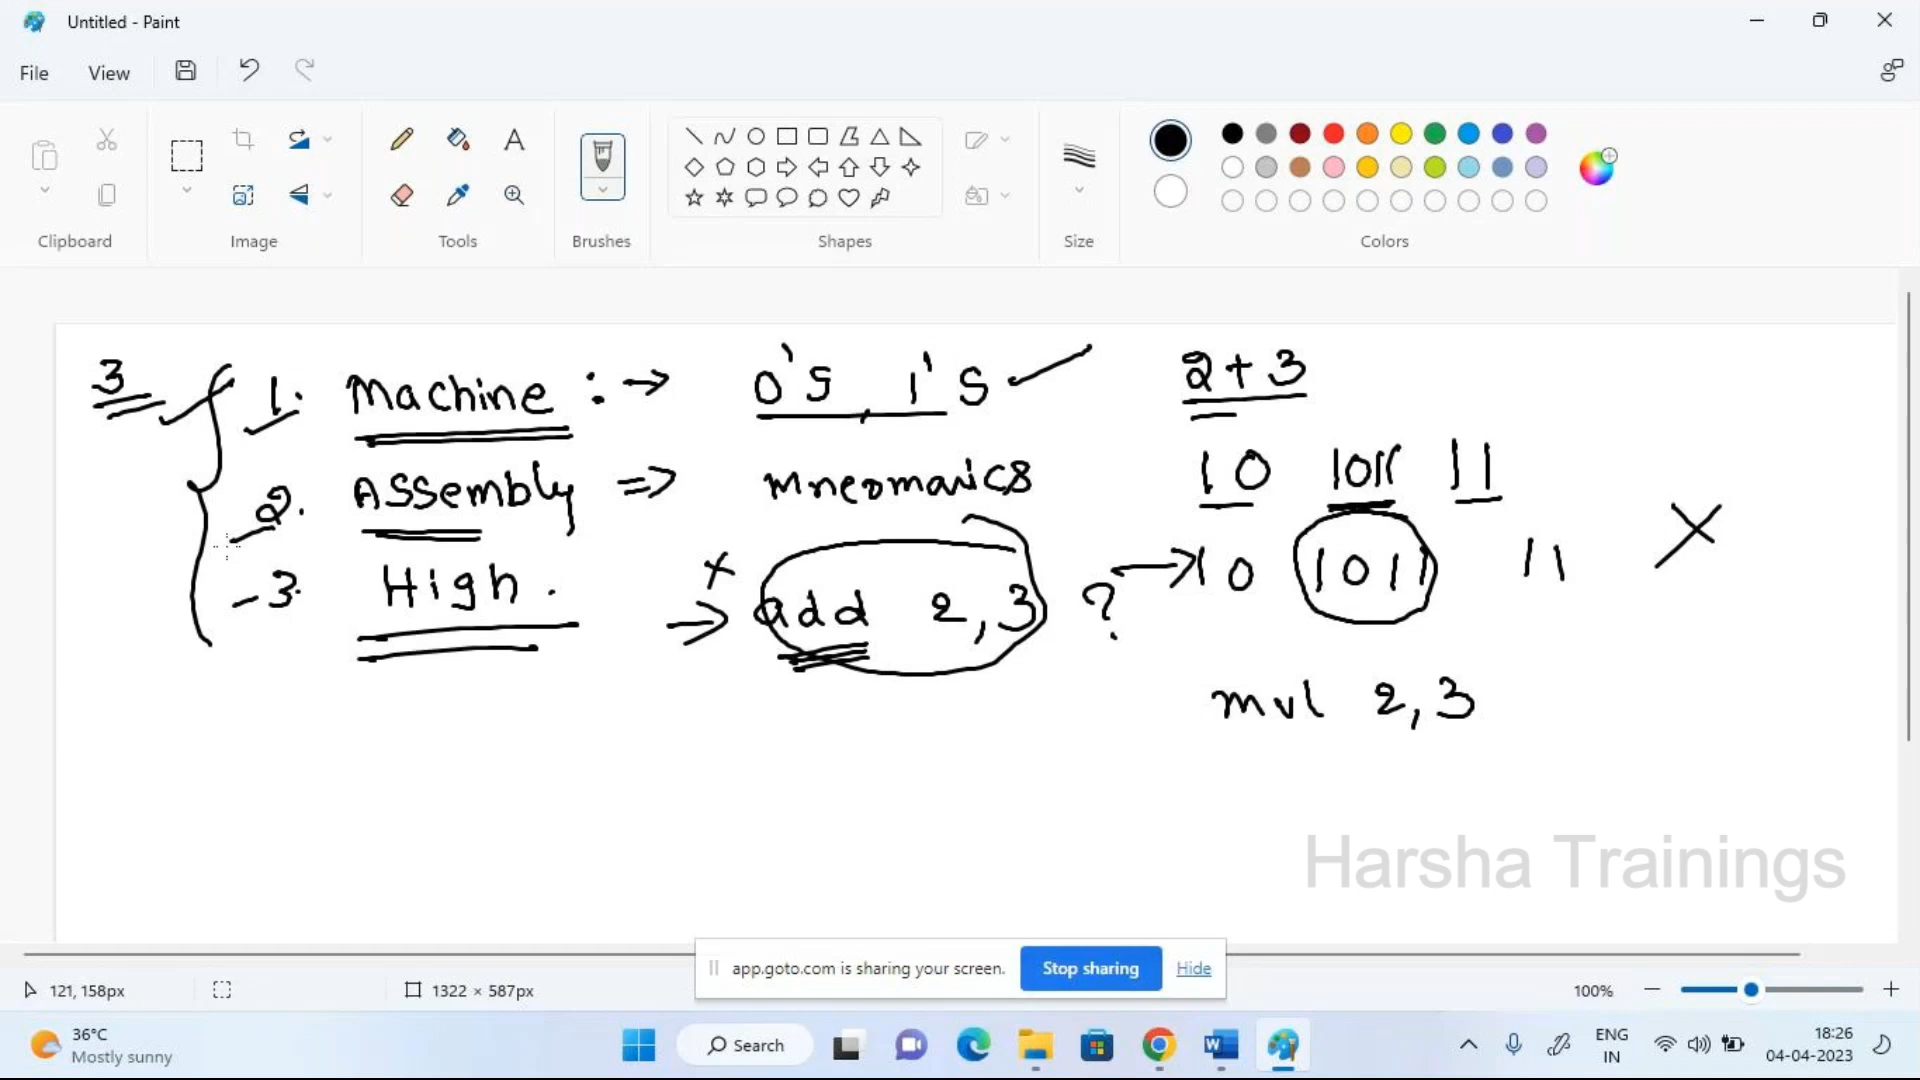 Untitled - Paint
File View
Clipboard Image Tools Brushes Shapes Size Colors
3 1. Machine :→ 0's, 1's 2+3
10 1011 11
2. Assembly => mneomanics
3. High. → add 2,3 ? → 10 1011 11
mul 2,3
Harsha Trainings
app.goto.com is sharing your screen. Stop sharing Hide
121, 158px 1322 × 587px 100%
36°C
Mostly sunny
Search
ENG
IN
18:26
04-04-2023